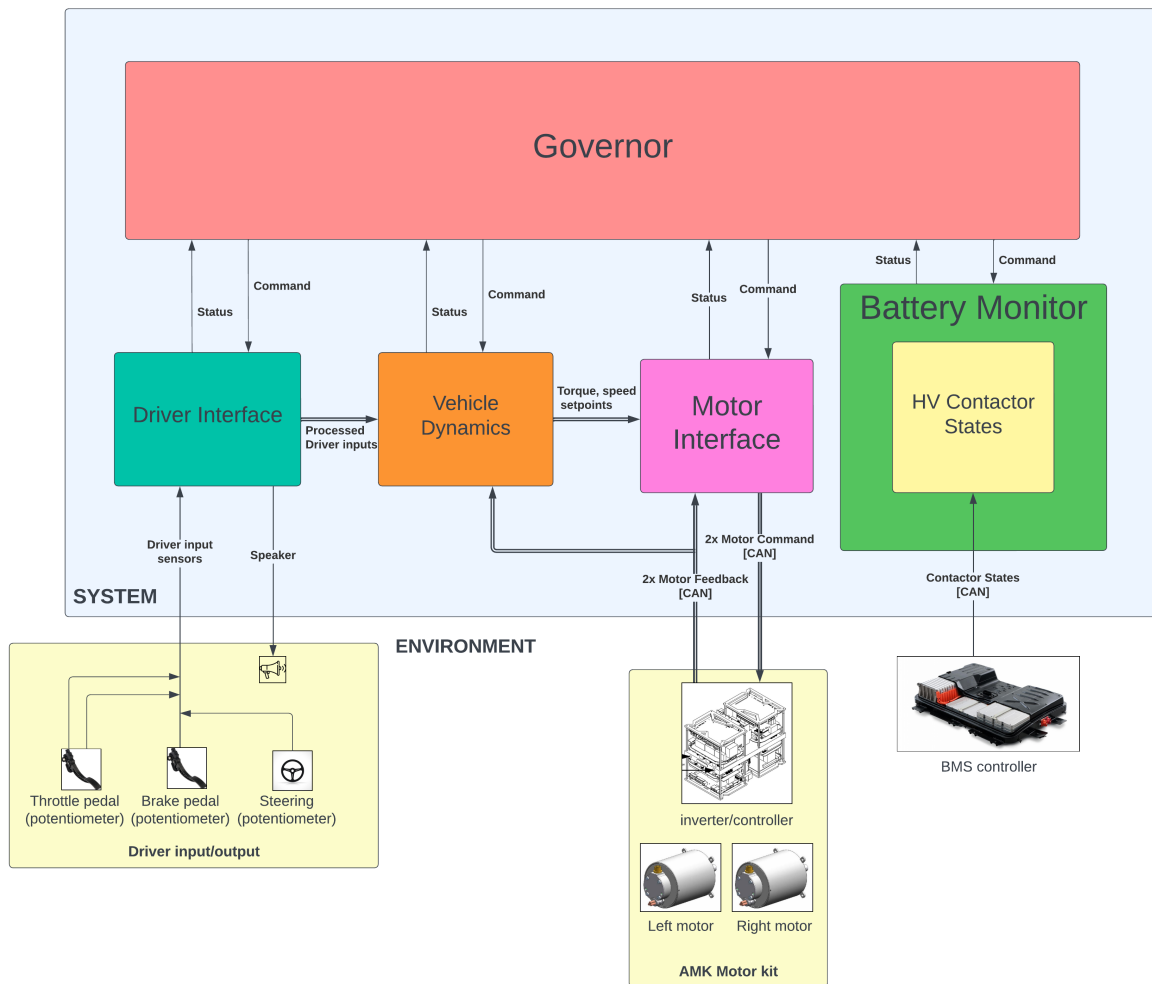 Governor
Status
Command
Status
Command
Status
Command
Status
Command
Battery Monitor
Driver Interface
Vehicle
Dynamics
Motor
Interface
HV Contactor
States
Processed
Driver inputs
Torque, speed
setpoints
Driver input
sensors
Speaker
2x Motor Command
[CAN]
2x Motor Feedback
[CAN]
Contactor States
[CAN]
SYSTEM
ENVIRONMENT
Throttle pedal
(potentiometer)
Brake pedal
(potentiometer)
Steering
(potentiometer)
Driver input/output
inverter/controller
Left motor
Right motor
AMK Motor kit
BMS controller